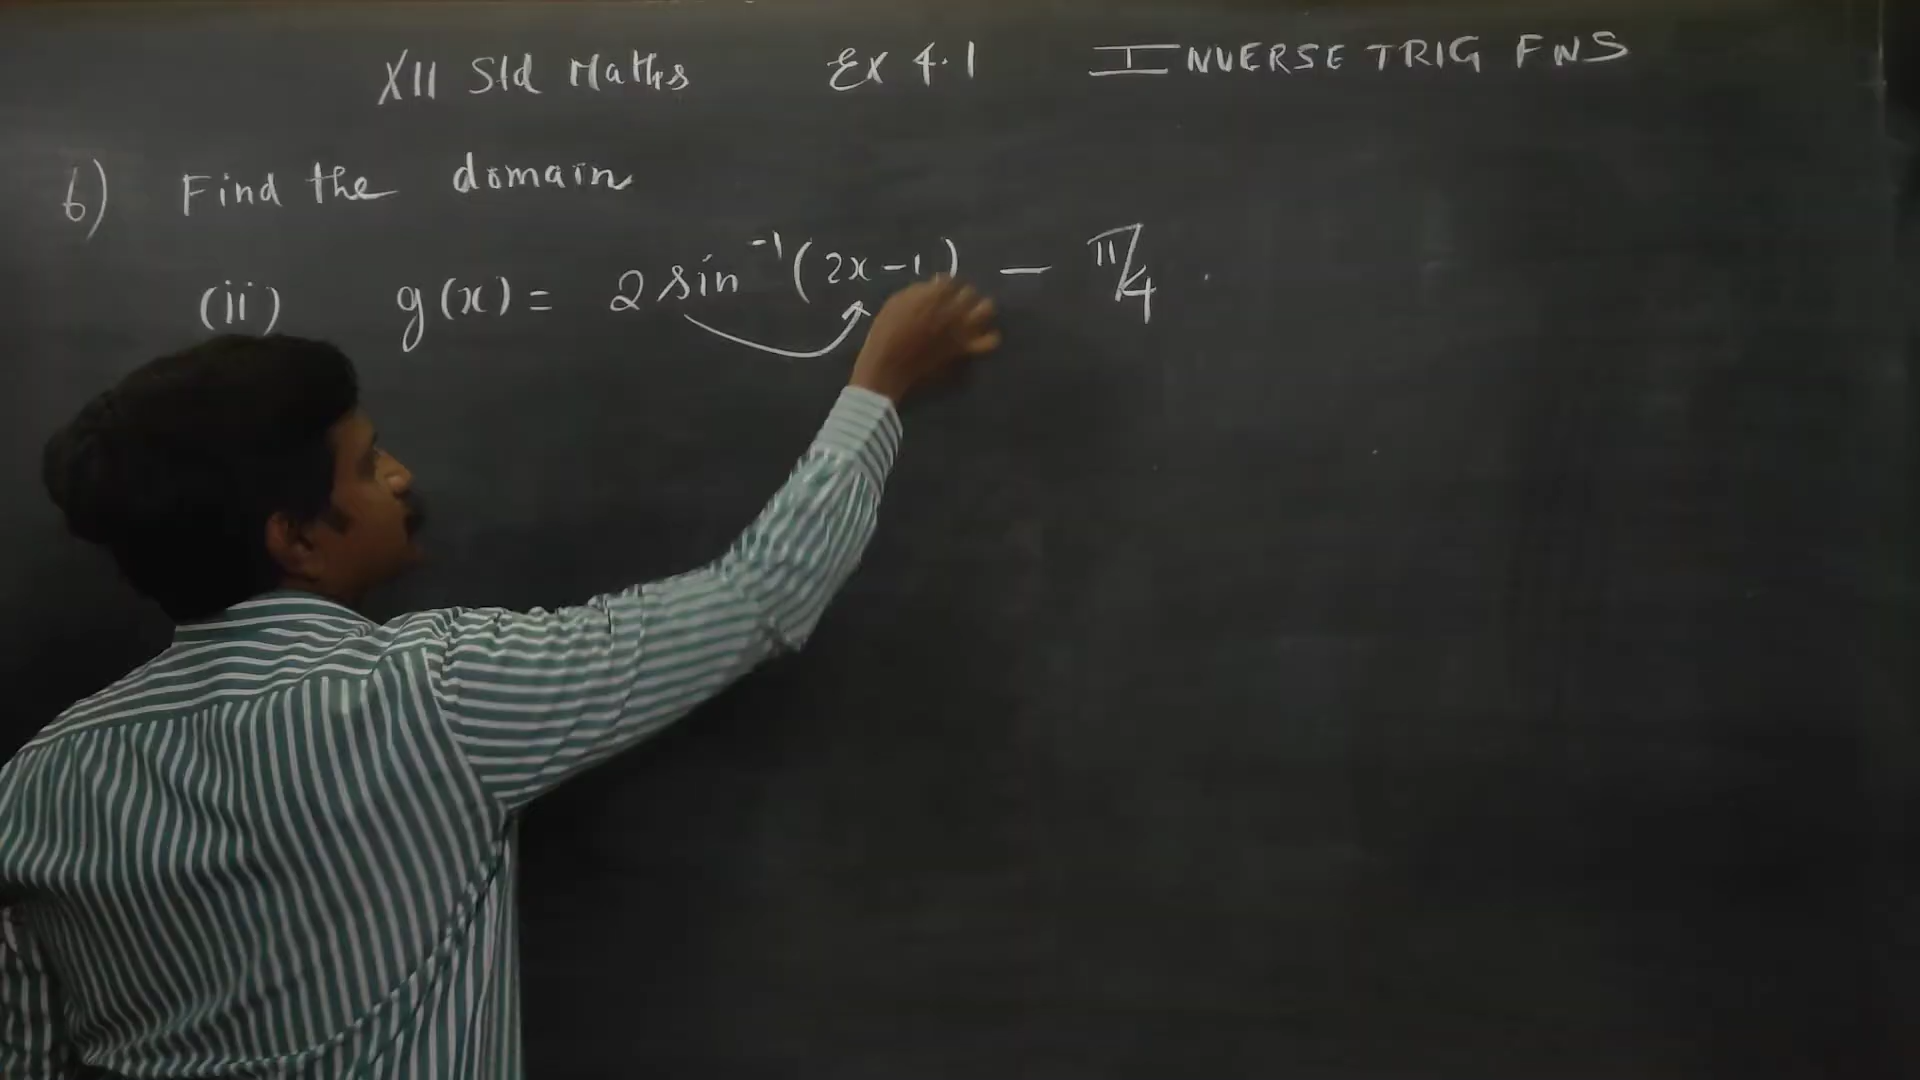 XII Std Maths Ex 4.1 INVERSE TRIG FNS
6) Find the domain
(ii) g(x) = 2 sin⁻¹(2x-1) - π/4.